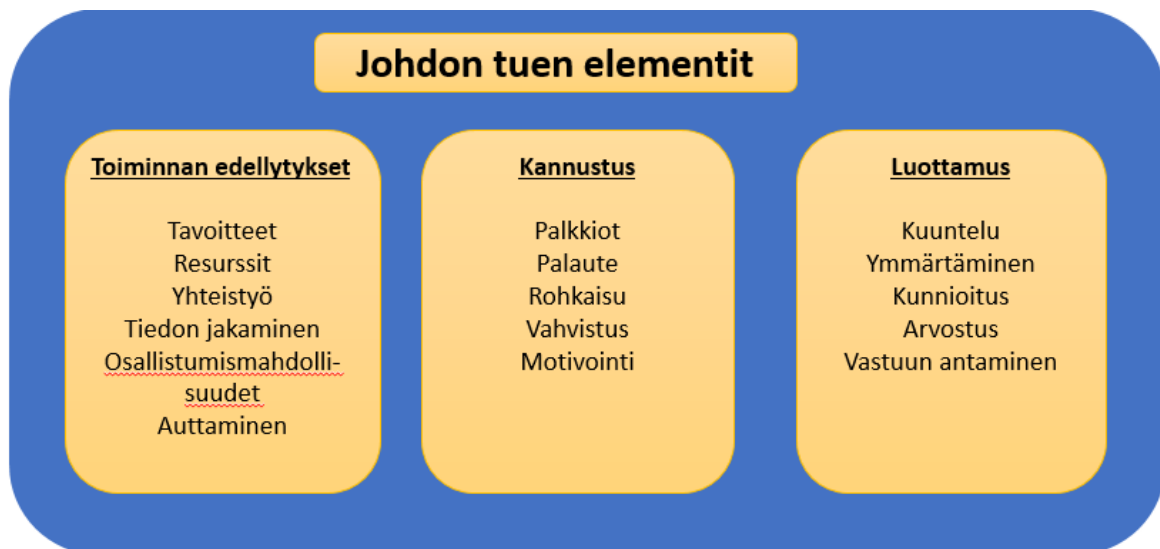 Johdon tuen elementit
Toiminnan edellytykset
Tavoitteet
Resurssit
Yhteistyö
Tiedon jakaminen
Osallistumismahdolli-
suudet
Auttaminen
Kannustus
Palkkiot
Palaute
Rohkaisu
Vahvistus
Motivointi
Luottamus
Kuuntelu
Ymmärtäminen
Kunnioitus
Arvostus
Vastuun antaminen